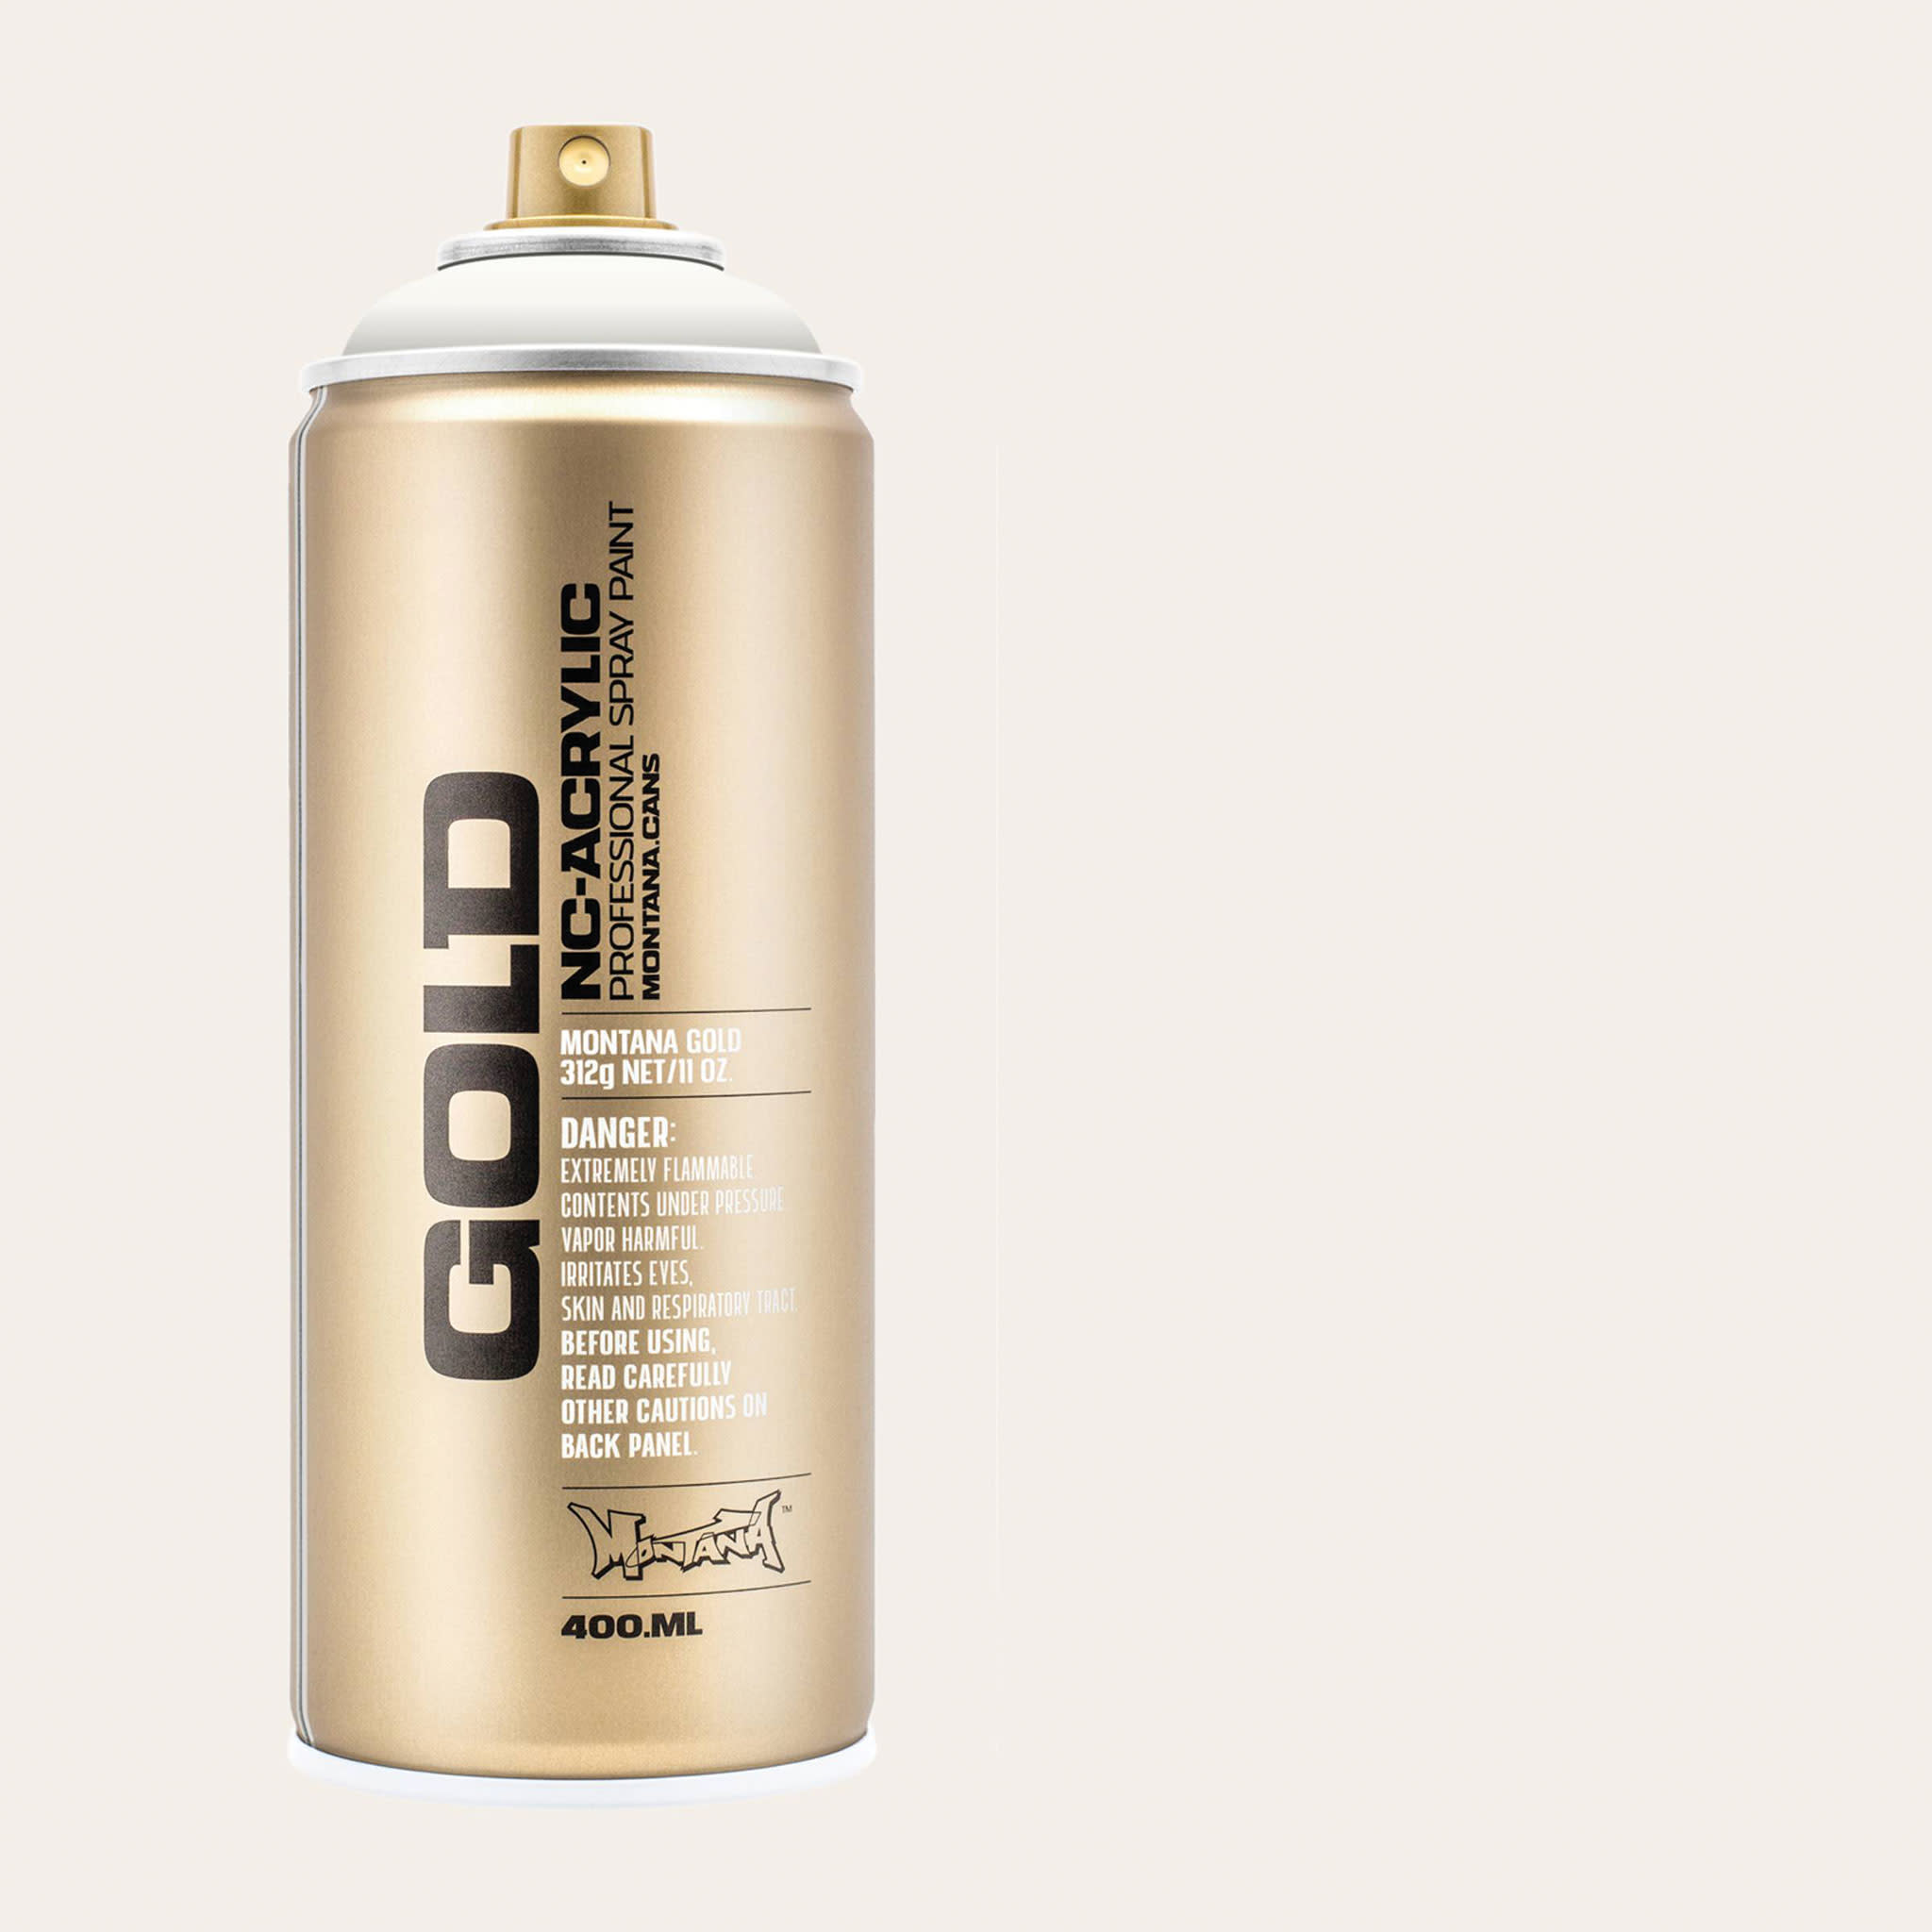 GOLD
NC-ACRYLIC
PROFESSIONAL SPRAY PAINT
MONTANA.CANS
MONTANA GOLD
312g NET/11 OZ.
DANGER:
EXTREMELY FLAMMABLE
CONTENTS UNDER PRESSURE
VAPOR HARMFUL.
IRRITATES EYES,
SKIN AND RESPIRATORY TRACT.
BEFORE USING,
READ CAREFULLY
OTHER CAUTIONS ON
BACK PANEL.
MONTANA™
400.ML